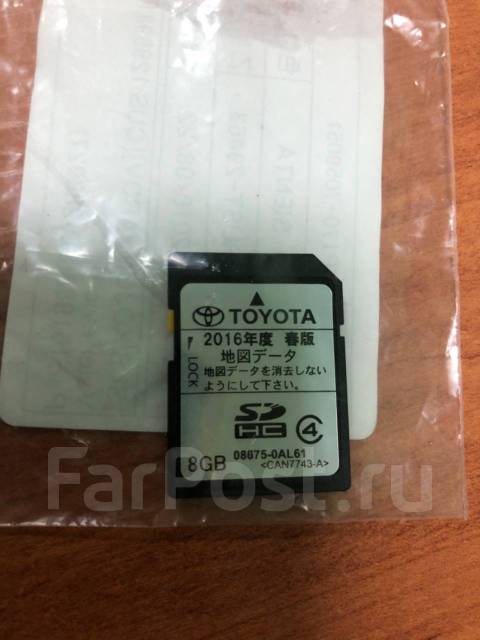 SIENTA
TOYOTA
2016年度 春版
地図データ
地図データを消去しない
ようにして下さい。
LOCK
SD
HC
4
8GB
08675-0AL61
<CAN7743-A>
FarPost.ru